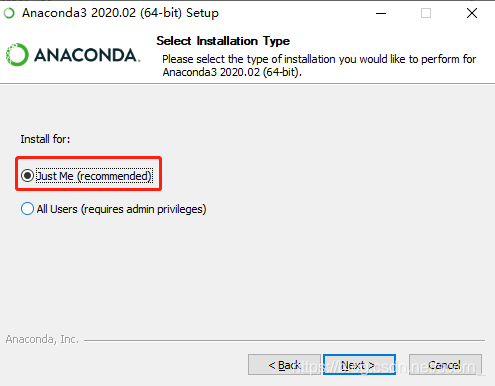 Anaconda3 2020.02 (64-bit) Setup
ANACONDA.
Select Installation Type
Please select the type of installation you would like to perform for
Anaconda3 2020.02 (64-bit).
Install for:
Just Me (recommended)
All Users (requires admin privileges)
Anaconda, Inc.
< Back
Next >
Cancel